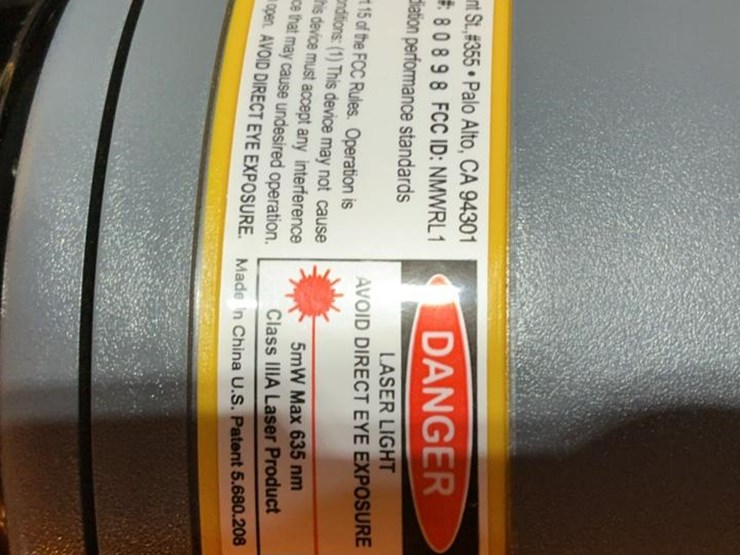 nt St.,#355 • Palo Alto, CA 94301
#: 8 0 8 9 8 FCC ID: NMWRL1
diation performance standards
15 of the FCC Rules. Operation is
onditions: (1) This device may not cause
his device must accept any interference
ce that may cause undesired operation.
open. AVOID DIRECT EYE EXPOSURE.
DANGER
LASER LIGHT
AVOID DIRECT EYE EXPOSURE
5mW Max 635 nm
Class IIIA Laser Product
Made in China U.S. Patent 5,680,208